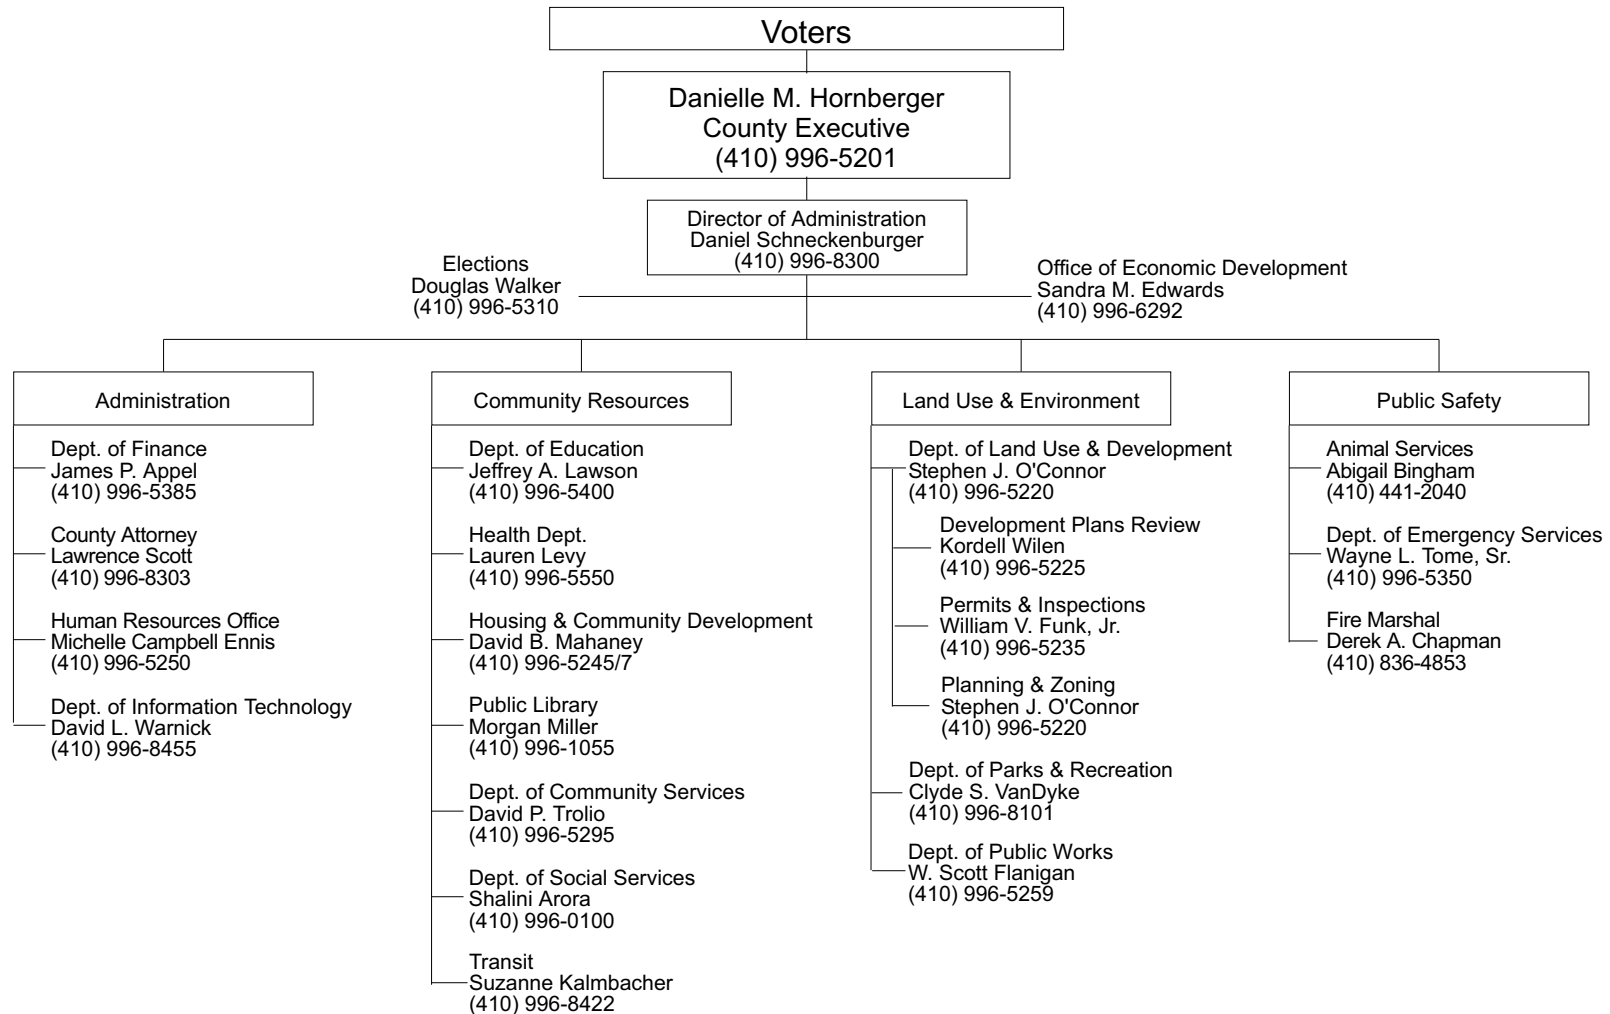 Voters
Danielle M. Hornberger
County Executive
(410) 996-5201
Director of Administration
Daniel Schneckenburger
(410) 996-8300
Elections
Douglas Walker
(410) 996-5310
Office of Economic Development
Sandra M. Edwards
(410) 996-6292
Administration
Dept. of Finance
James P. Appel
(410) 996-5385
County Attorney
Lawrence Scott
(410) 996-8303
Human Resources Office
Michelle Campbell Ennis
(410) 996-5250
Dept. of Information Technology
David L. Warnick
(410) 996-8455
Community Resources
Dept. of Education
Jeffrey A. Lawson
(410) 996-5400
Health Dept.
Lauren Levy
(410) 996-5550
Housing & Community Development
David B. Mahaney
(410) 996-5245/7
Public Library
Morgan Miller
(410) 996-1055
Dept. of Community Services
David P. Trolio
(410) 996-5295
Dept. of Social Services
Shalini Arora
(410) 996-0100
Transit
Suzanne Kalmbacher
(410) 996-8422
Land Use & Environment
Dept. of Land Use & Development
Stephen J. O'Connor
(410) 996-5220
Development Plans Review
Kordell Wilen
(410) 996-5225
Permits & Inspections
William V. Funk, Jr.
(410) 996-5235
Planning & Zoning
Stephen J. O'Connor
(410) 996-5220
Dept. of Parks & Recreation
Clyde S. VanDyke
(410) 996-8101
Dept. of Public Works
W. Scott Flanigan
(410) 996-5259
Public Safety
Animal Services
Abigail Bingham
(410) 441-2040
Dept. of Emergency Services
Wayne L. Tome, Sr.
(410) 996-5350
Fire Marshal
Derek A. Chapman
(410) 836-4853